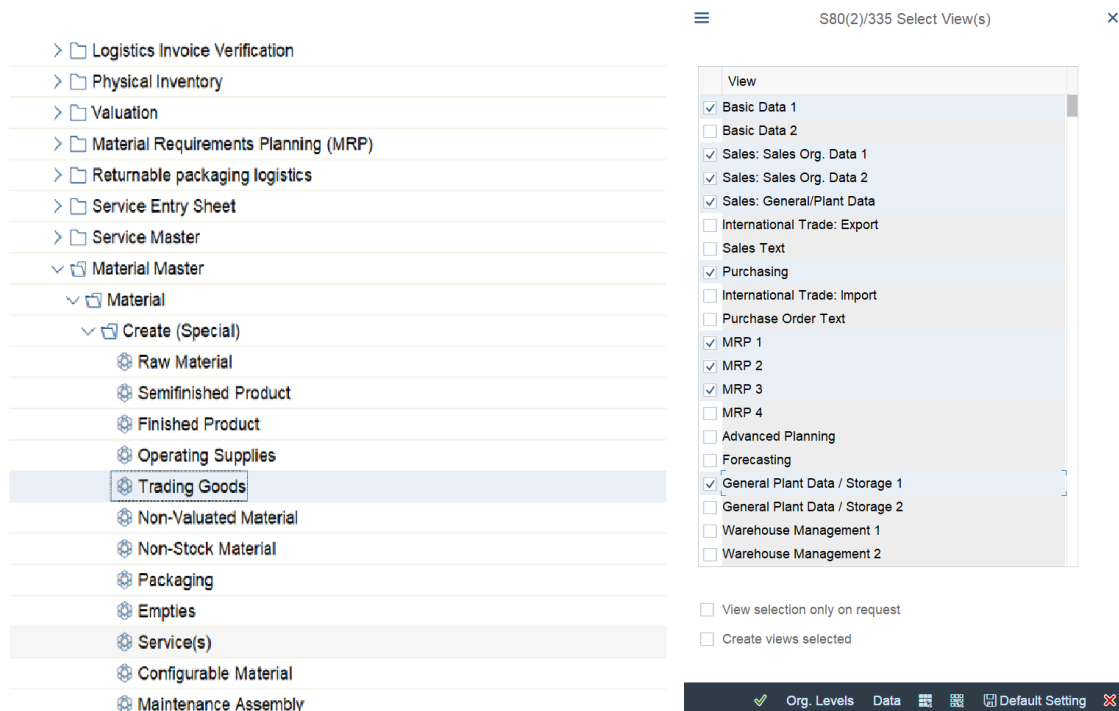 Logistics Invoice Verification
Physical Inventory
Valuation
Material Requirements Planning (MRP)
Returnable packaging logistics
Service Entry Sheet
Service Master
Material Master
Material
Create (Special)
Raw Material
Semifinished Product
Finished Product
Operating Supplies
Trading Goods
Non-Valuated Material
Non-Stock Material
Packaging
Empties
Service(s)
Configurable Material
Maintenance Assembly
S80(2)/335 Select View(s)
View
Basic Data 1
Basic Data 2
Sales: Sales Org. Data 1
Sales: Sales Org. Data 2
Sales: General/Plant Data
International Trade: Export
Sales Text
Purchasing
International Trade: Import
Purchase Order Text
MRP 1
MRP 2
MRP 3
MRP 4
Advanced Planning
Forecasting
General Plant Data / Storage 1
General Plant Data / Storage 2
Warehouse Management 1
Warehouse Management 2
View selection only on request
Create views selected
Org. Levels Data Default Setting